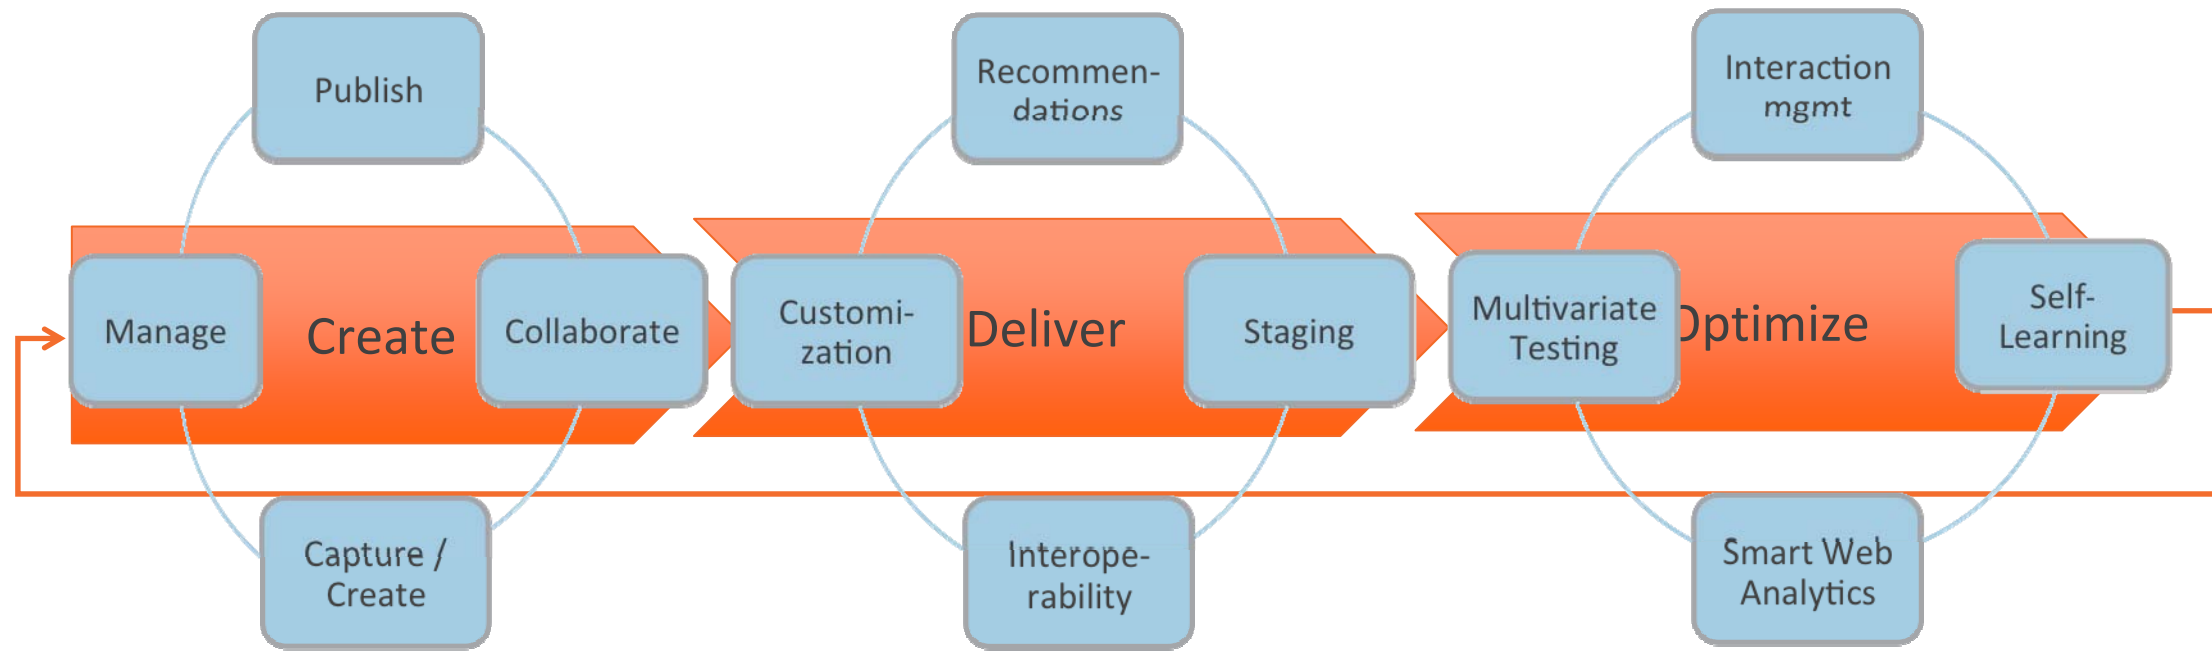 Publish
Manage
Create
Collaborate
Capture /
Create
Recommen-
dations
Customi-
zation
Deliver
Staging
Interope-
rability
Interaction
mgmt
Multivariate
Testing
Optimize
Self-
Learning
Smart Web
Analytics